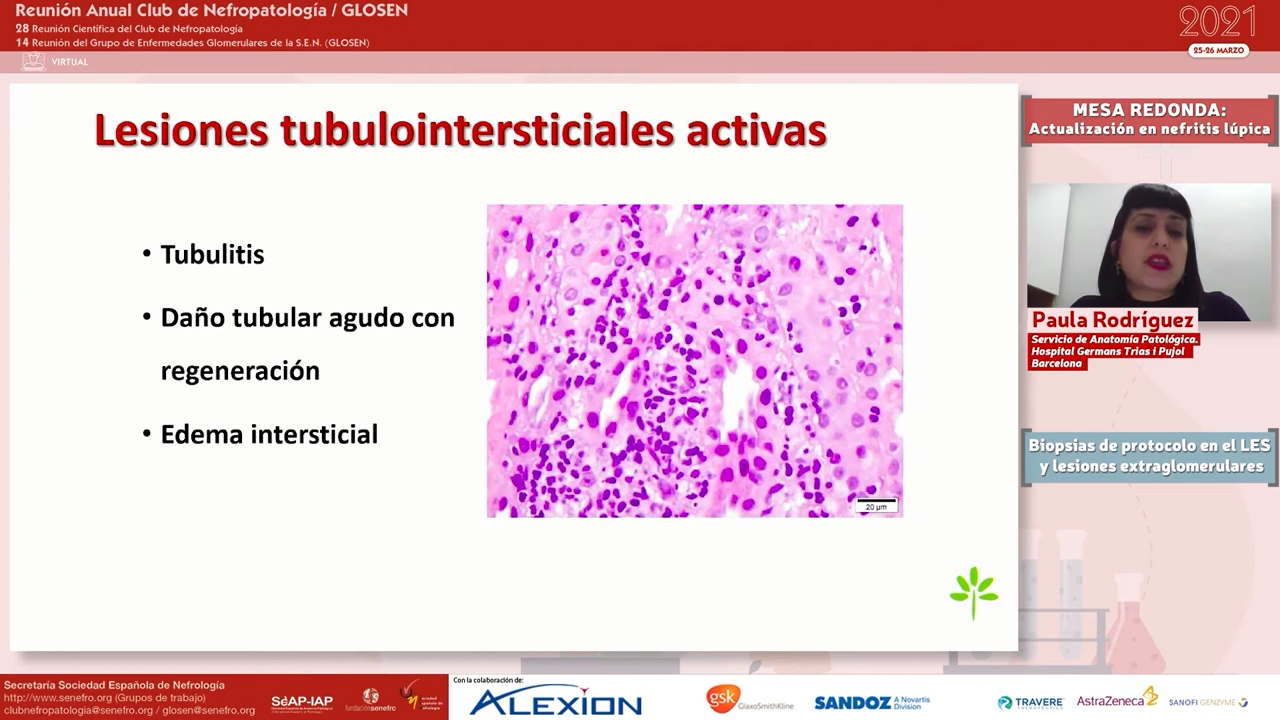 Reunión Anual Club de Nefropatología / GLOSEN
28 Reunión Científica del Club de Nefropatología
14 Reunión del Grupo de Enfermedades Glomerulares de la S.E.N. (GLOSEN)
VIRTUAL
2021
25-26 MARZO
Lesiones tubulointersticiales activas
• Tubulitis
• Daño tubular agudo con
regeneración
• Edema intersticial
20 µm
MESA REDONDA:
Actualización en nefritis lúpica
Paula Rodríguez
Servicio de Anatomía Patológica.
Hospital Germans Trias i Pujol
Barcelona
Biopsias de protocolo en el LES
y lesiones extraglomerulares
Secretaría Sociedad Española de Nefrología
http://www.senefro.org (Grupos de trabajo)
clubnefropatologia@senefro.org / glosen@senefro.org
SEAP-IAP
fundaciónsenefro
Con la colaboración de:
ALEXION
gsk
GlaxoSmithKline
SANDOZ
A Novartis
Division
TRAVERE
THERAPEUTICS
AstraZeneca
SANOFI GENZYME